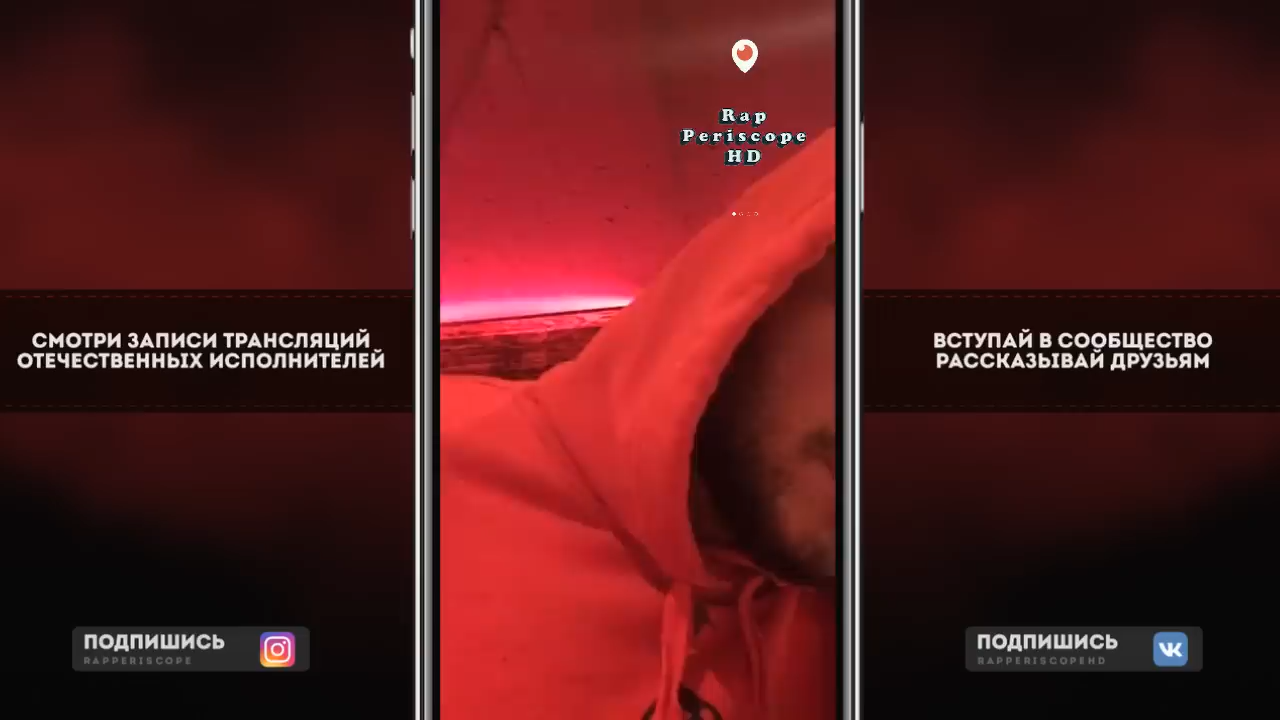 Rap
Periscope
HD
СМОТРИ ЗАПИСИ ТРАНСЛЯЦИЙ
ОТЕЧЕСТВЕННЫХ ИСПОЛНИТЕЛЕЙ
ВСТУПАЙ В СООБЩЕСТВО
РАССКАЗЫВАЙ ДРУЗЬЯМ
ПОДПИШИСЬ
RAPPERISCOPE
ПОДПИШИСЬ
RAPPERISCOPEHD